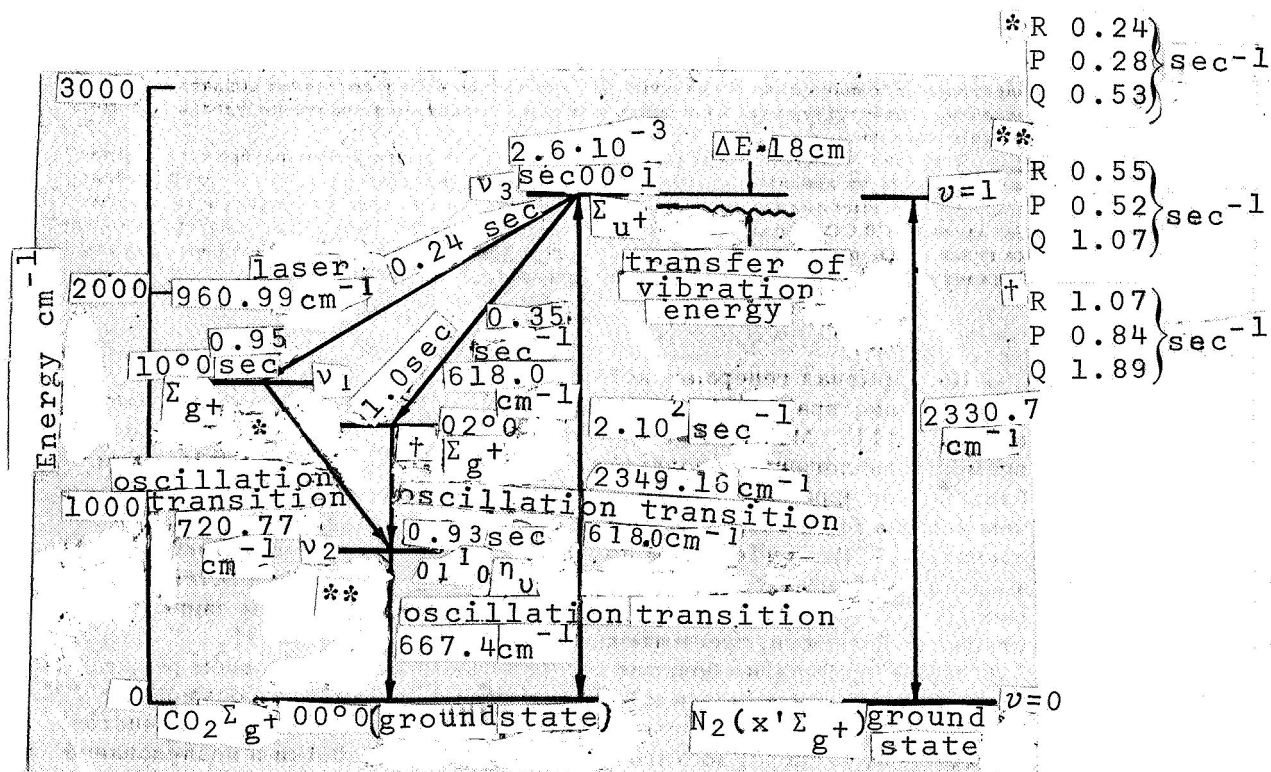 * R 0.24
P 0.28
Q 0.53
sec⁻¹
**
R 0.55
P 0.52
Q 1.07
sec⁻¹
†
R 1.07
P 0.84
Q 1.89
sec⁻¹
Energy cm⁻¹
3000
2000
1000
0
2.6·10⁻³
sec 00°1
ν₃
Σᵤ₊
ΔE·18cm
transfer of
vibration
energy
v=1
0.24 sec
laser
960.99 cm⁻¹
0.95
10°0 sec
ν₁
Σg+
*
1.0sec
0.35
sec⁻¹
618.0
cm⁻¹
02°0
† Σg+
2.10² sec⁻¹
2349.16 cm⁻¹
618.0cm⁻¹
2330.7
cm⁻¹
oscillation
transition
720.77
cm⁻¹
oscillation transition
0.93 sec
ν₂
01¹0 ηυ
**
oscillation transition
667.4 cm⁻¹
CO₂Σg+ 00°0 (ground state)
N₂(x'Σg+) ground
state
v=0